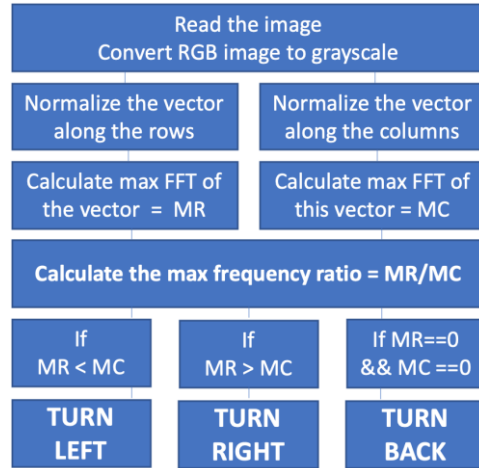 Read the image
Convert RGB image to grayscale
Normalize the vector
along the rows
Normalize the vector
along the columns
Calculate max FFT of
the vector = MR
Calculate max FFT of
this vector = MC
Calculate the max frequency ratio = MR/MC
If
MR < MC
If
MR > MC
If MR==0
&& MC ==0
TURN
LEFT
TURN
RIGHT
TURN
BACK